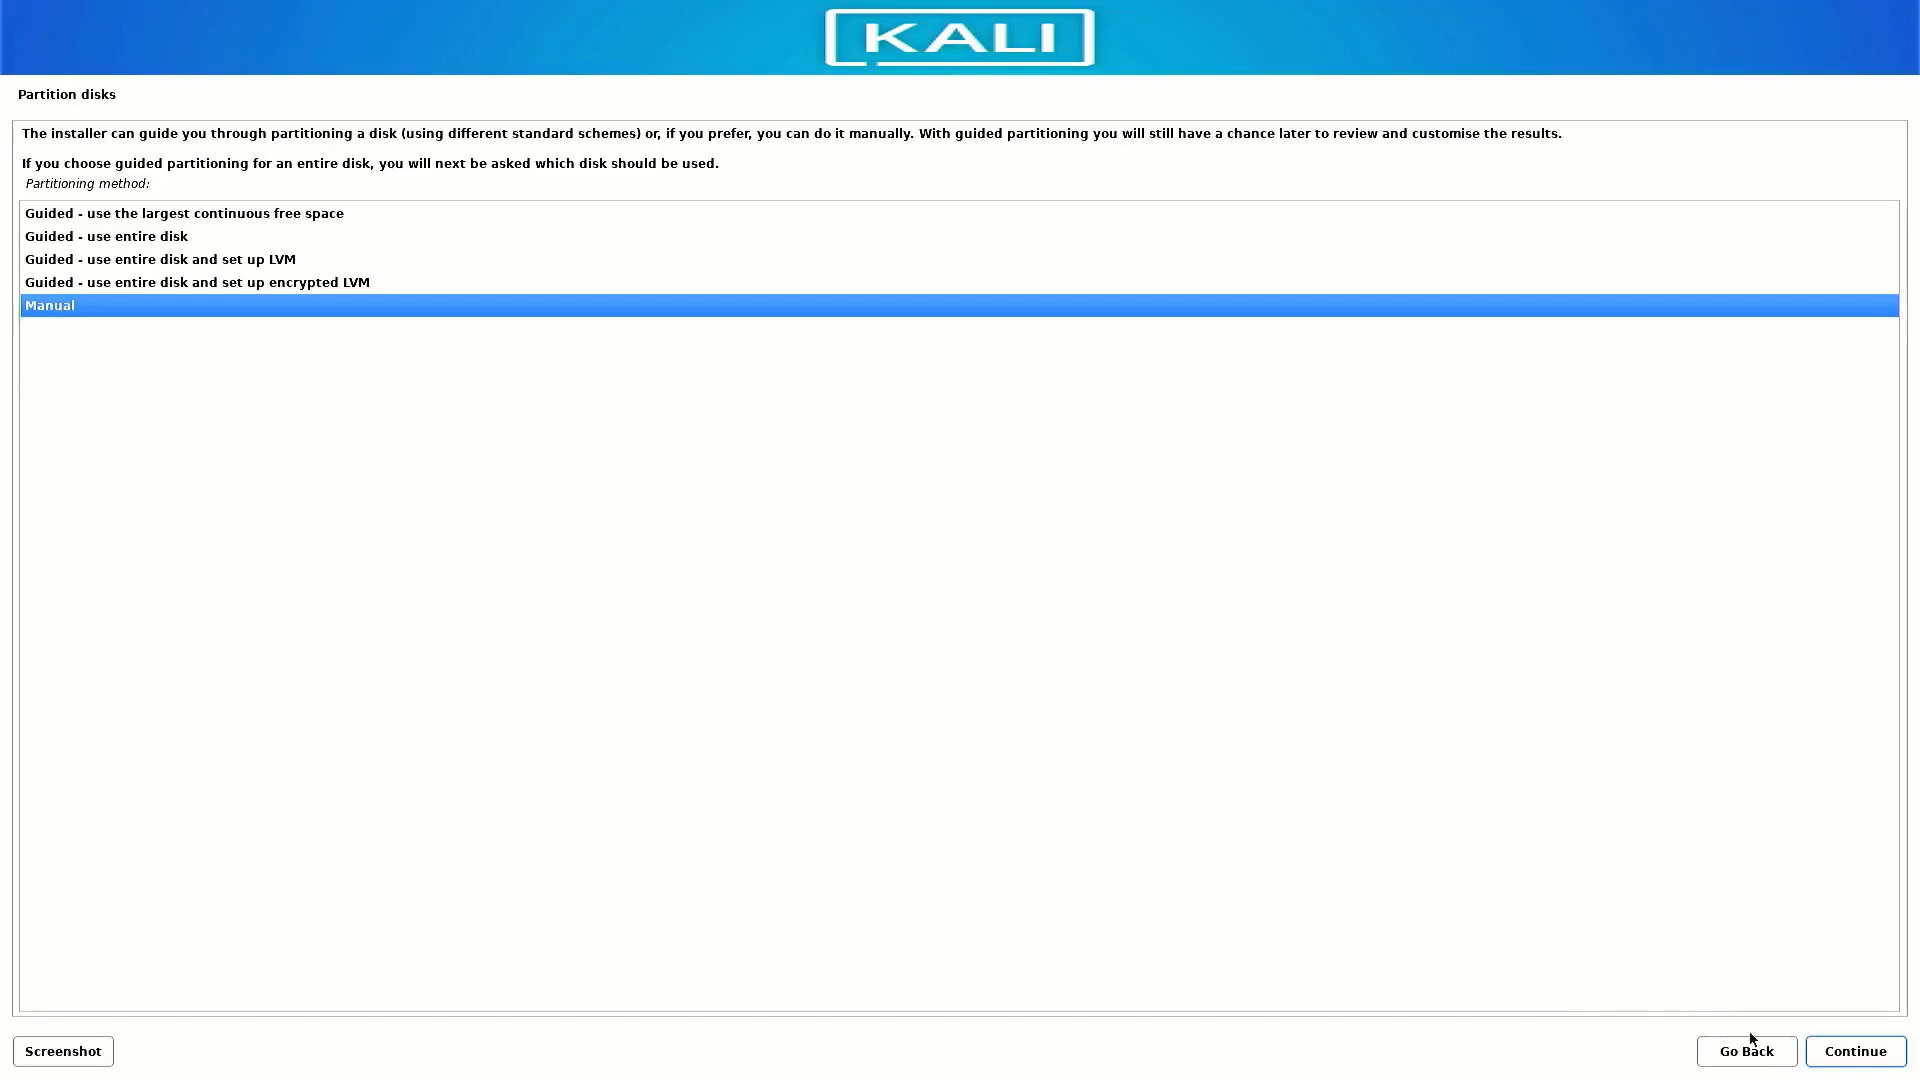 KALI
Partition disks
The installer can guide you through partitioning a disk (using different standard schemes) or, if you prefer, you can do it manually. With guided partitioning you will still have a chance later to review and customise the results.
If you choose guided partitioning for an entire disk, you will next be asked which disk should be used.
Partitioning method:
Guided - use the largest continuous free space
Guided - use entire disk
Guided - use entire disk and set up LVM
Guided - use entire disk and set up encrypted LVM
Manual
Screenshot
Go Back
Continue